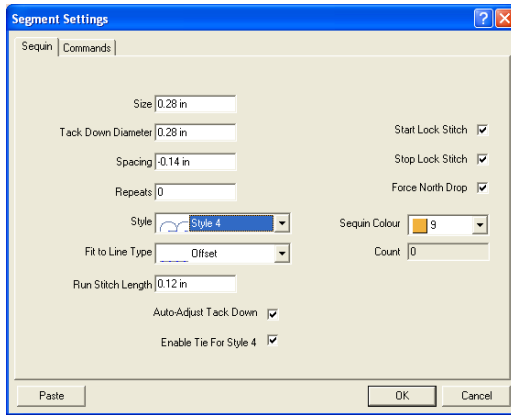 Segment Settings
Sequin Commands
Size 0.28 in
Tack Down Diameter 0.28 in
Spacing -0.14 in
Repeats 0
Style Style 4
Fit to Line Type Offset
Run Stitch Length 0.12 in
Auto-Adjust Tack Down
Enable Tie For Style 4
Start Lock Stitch
Stop Lock Stitch
Force North Drop
Sequin Colour 9
Count 0
Paste OK Cancel